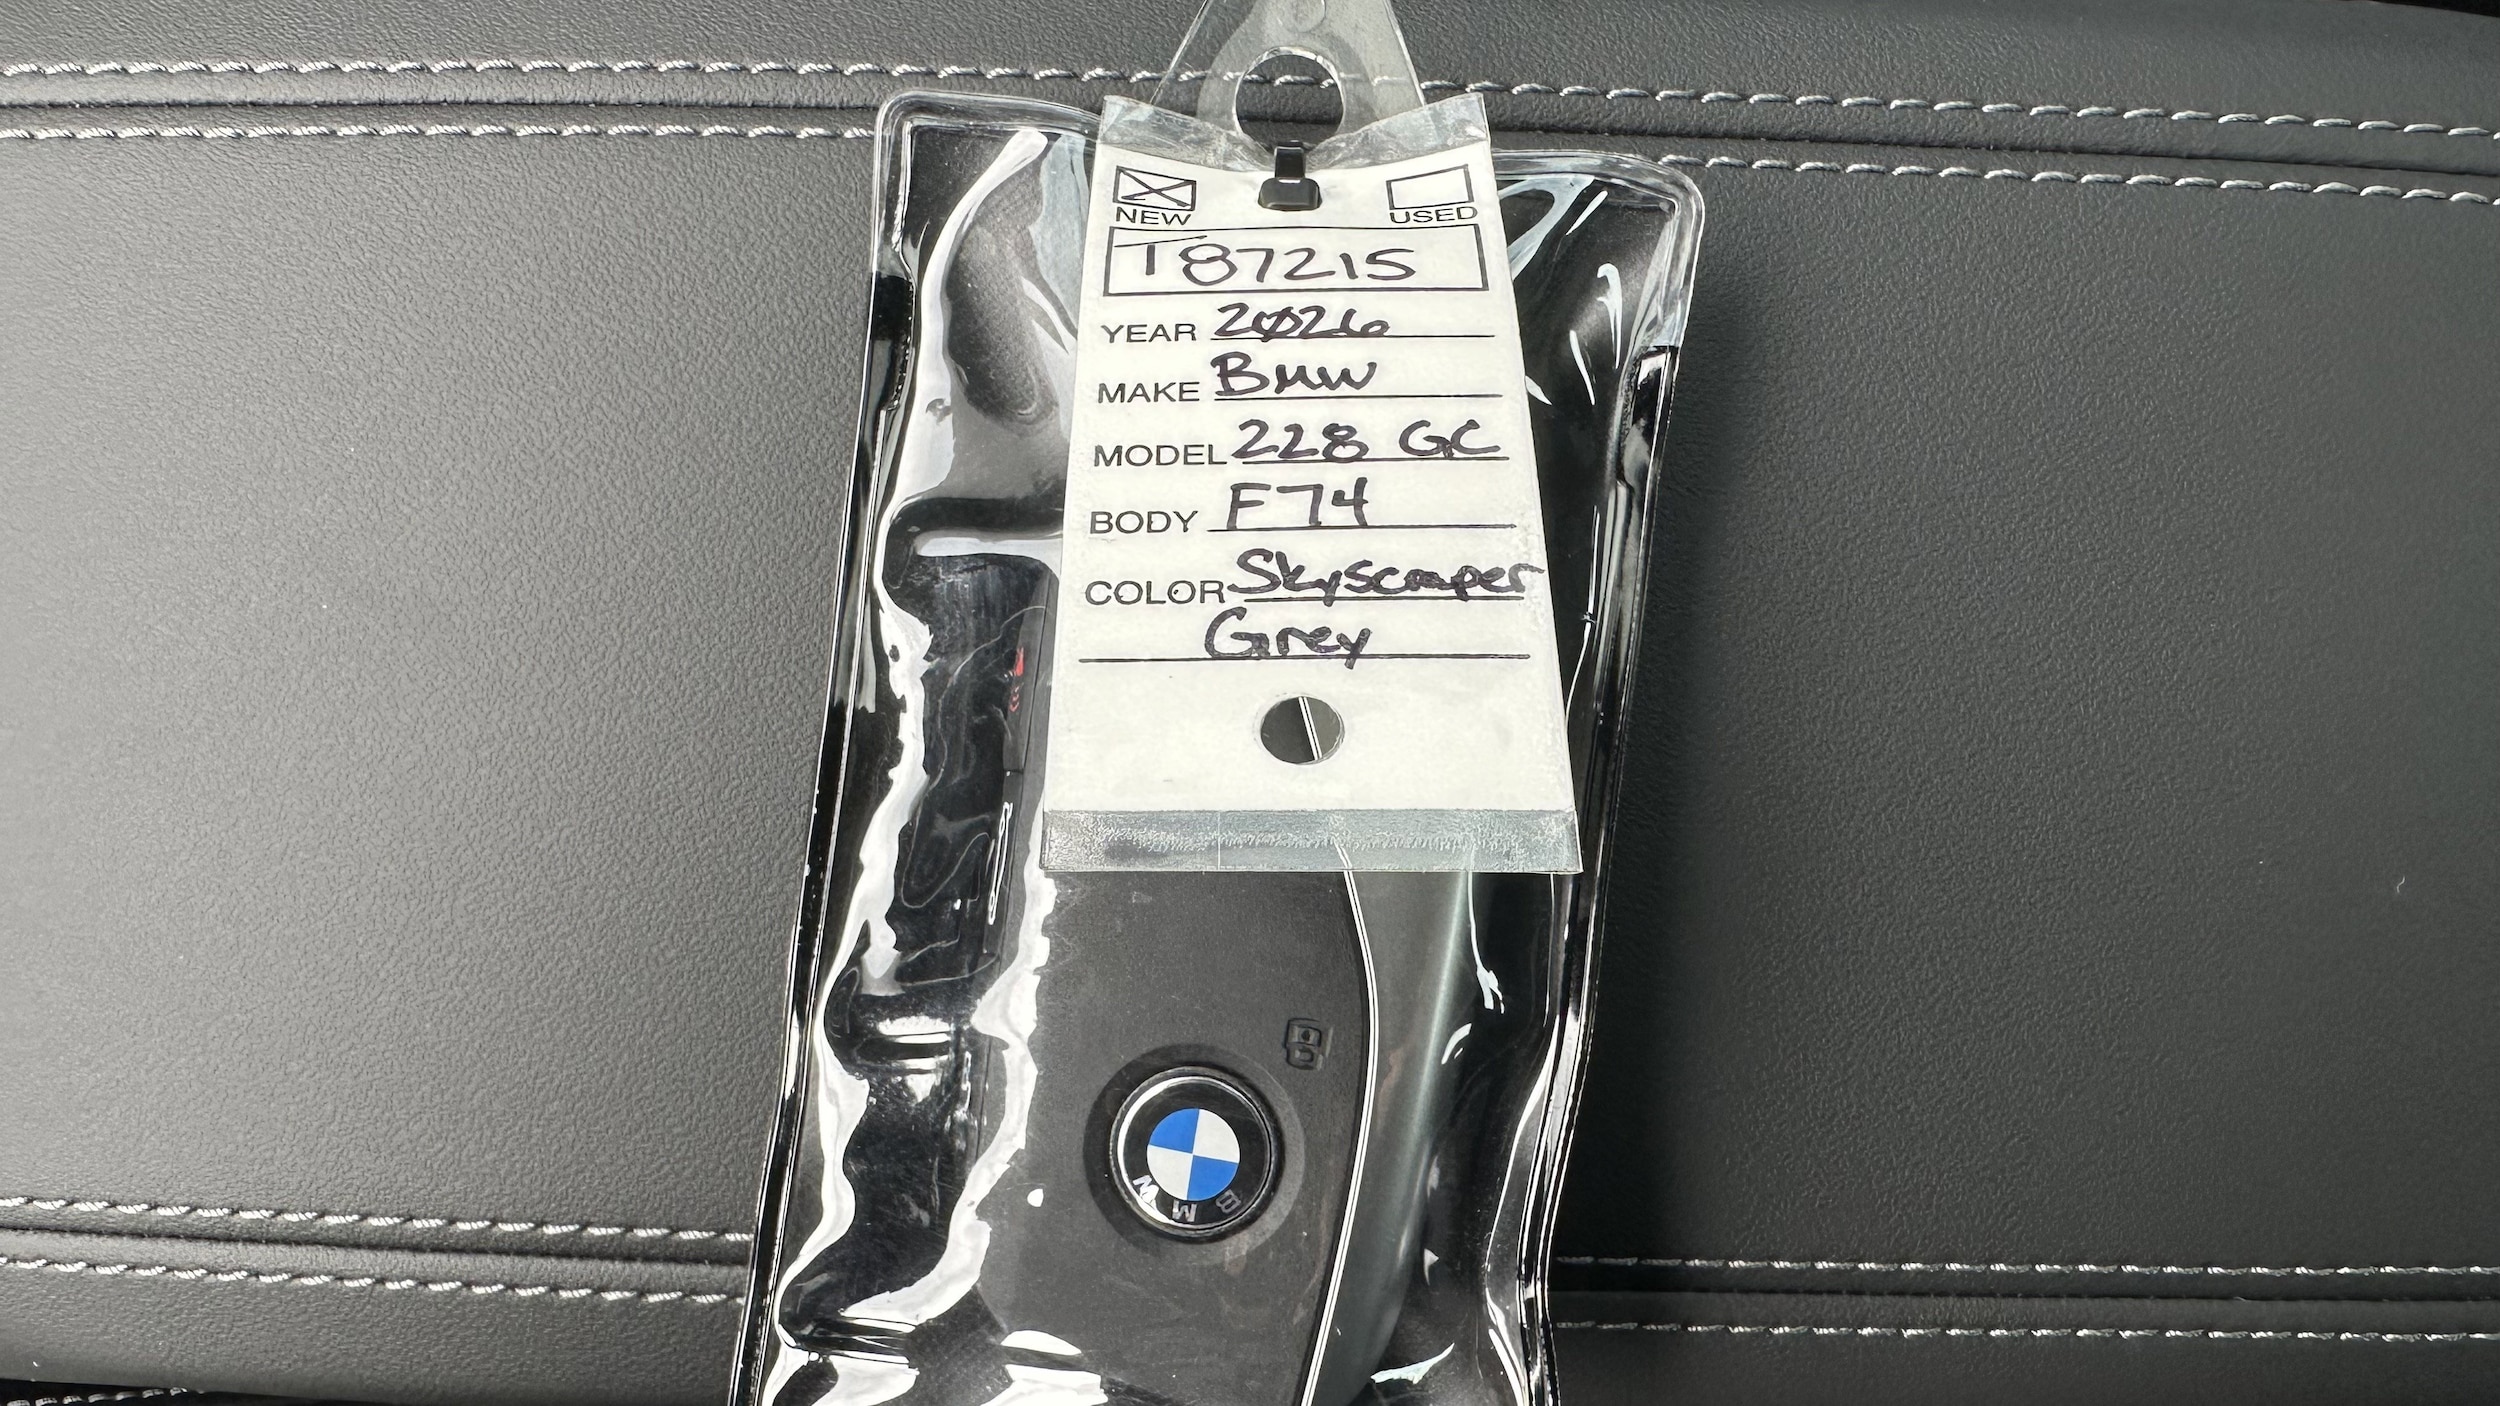 NEW USED
T87215
YEAR 2026
MAKE BMW
MODEL 228 GC
BODY F74
COLOR Skyscraper
Grey
BMW